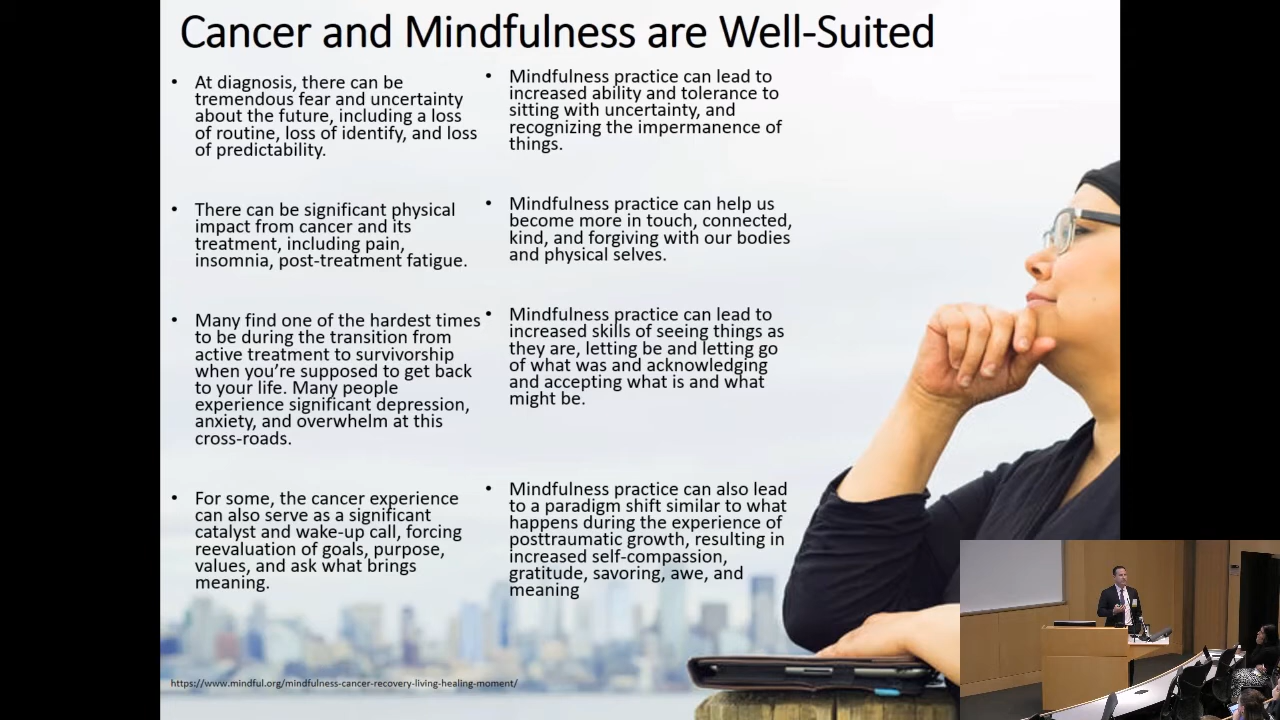 Cancer and Mindfulness are Well-Suited
• At diagnosis, there can be
tremendous fear and uncertainty
about the future, including a loss
of routine, loss of identify, and loss
of predictability.
• There can be significant physical
impact from cancer and its
treatment, including pain,
insomnia, post-treatment fatigue.
• Many find one of the hardest times
to be during the transition from
active treatment to survivorship
when you’re supposed to get back
to your life. Many people
experience significant depression,
anxiety, and overwhelm at this
cross-roads.
• For some, the cancer experience
can also serve as a significant
catalyst and wake-up call, forcing
reevaluation of goals, purpose,
values, and ask what brings
meaning.
• Mindfulness practice can lead to
increased ability and tolerance to
sitting with uncertainty, and
recognizing the impermanence of
things.
• Mindfulness practice can help us
become more in touch, connected,
kind, and forgiving with our bodies
and physical selves.
• Mindfulness practice can lead to
increased skills of seeing things as
they are, letting be and letting go
of what was and acknowledging
and accepting what is and what
might be.
• Mindfulness practice can also lead
to a paradigm shift similar to what
happens during the experience of
posttraumatic growth, resulting in
increased self-compassion,
gratitude, savoring, awe, and
meaning
https://www.mindful.org/mindfulness-cancer-recovery-living-healing-moment/